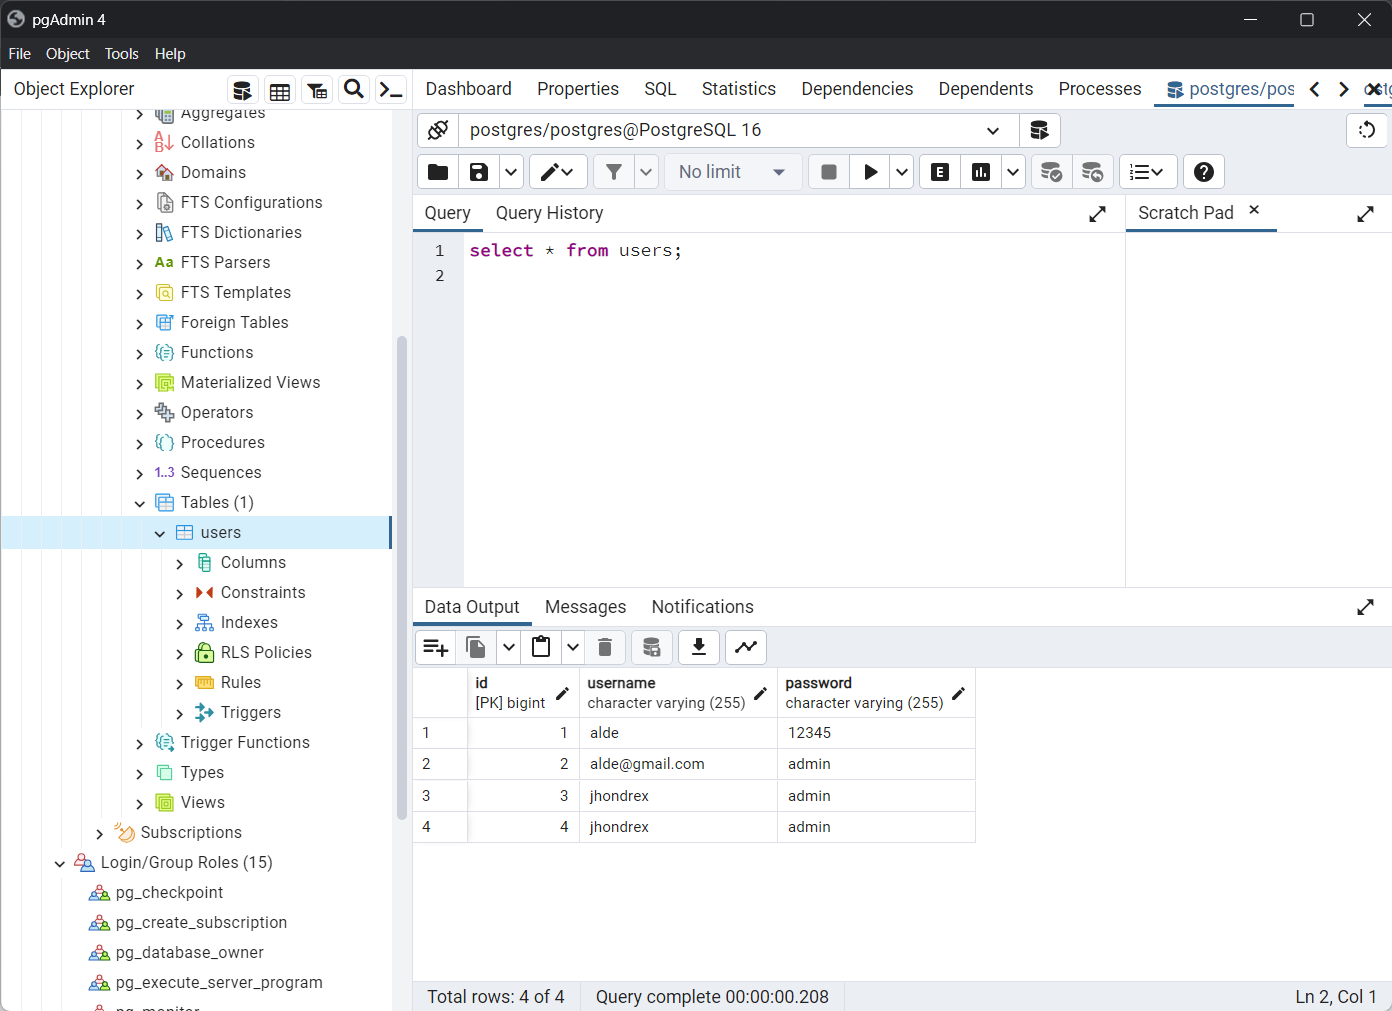 pgAdmin 4
File Object Tools Help
Object Explorer
Aggregates
Collations
Domains
FTS Configurations
FTS Dictionaries
Aa FTS Parsers
FTS Templates
Foreign Tables
Functions
Materialized Views
Operators
Procedures
1..3 Sequences
Tables (1)
users
Columns
Constraints
Indexes
RLS Policies
Rules
Triggers
Trigger Functions
Types
Views
Subscriptions
Login/Group Roles (15)
pg_checkpoint
pg_create_subscription
pg_database_owner
pg_execute_server_program
pg_monitor
Dashboard Properties SQL Statistics Dependencies Dependents Processes postgres/pos
postgres/postgres@PostgreSQL 16
No limit E
Query Query History
Scratch Pad
1 select * from users;
2
Data Output Messages Notifications
id username password
[PK] bigint character varying (255) character varying (255)
1 1 alde 12345
2 2 alde@gmail.com admin
3 3 jhondrex admin
4 4 jhondrex admin
Total rows: 4 of 4 Query complete 00:00:00.208 Ln 2, Col 1